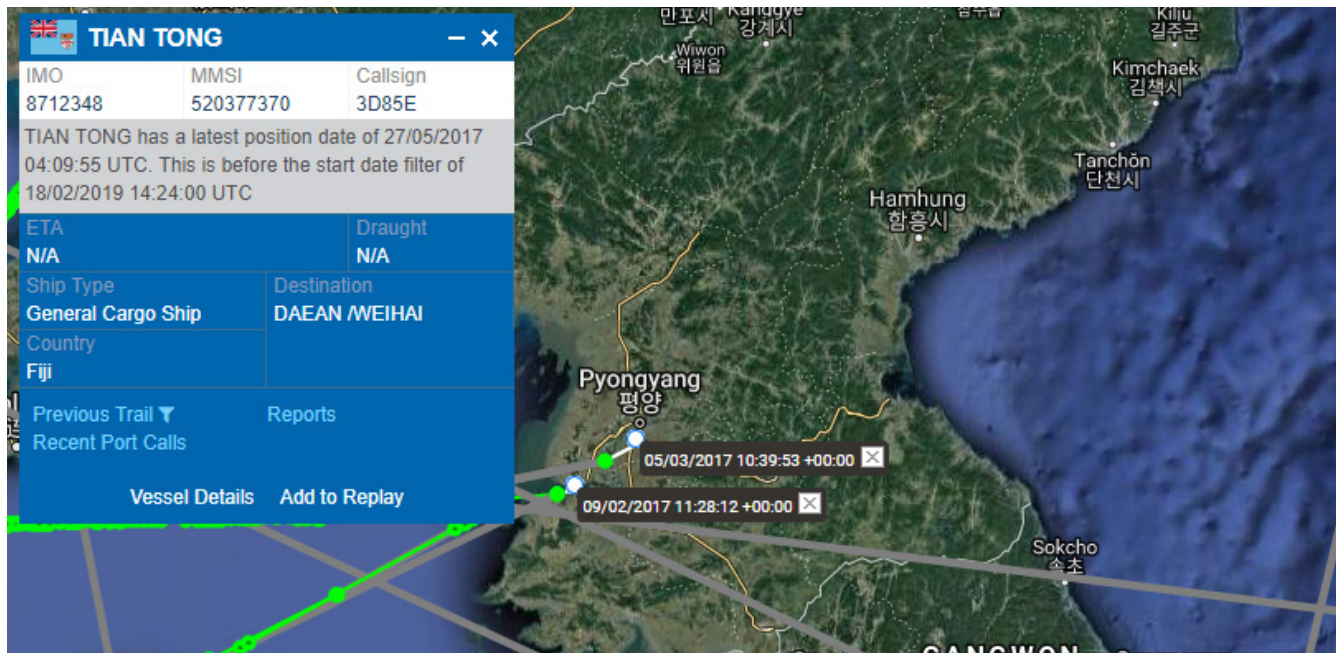 TIAN TONG
IMO MMSI Callsign
8712348 520377370 3D85E
TIAN TONG has a latest position date of 27/05/2017
04:09:55 UTC. This is before the start date filter of
18/02/2019 14:24:00 UTC
ETA Draught
N/A N/A
Ship Type Destination
General Cargo Ship DAEAN /WEIHAI
Country
Fiji
Previous Trail Reports
Recent Port Calls
Vessel Details Add to Replay
만포시
Kanggye
강계시
Wiwon
위원읍
Kilju
길주군
Kimchaek
김책시
Tanchŏn
단천시
Hamhung
함흥시
Pyongyang
평양
05/03/2017 10:39:53 +00:00
09/02/2017 11:28:12 +00:00
Sokcho
속초
GANGWON